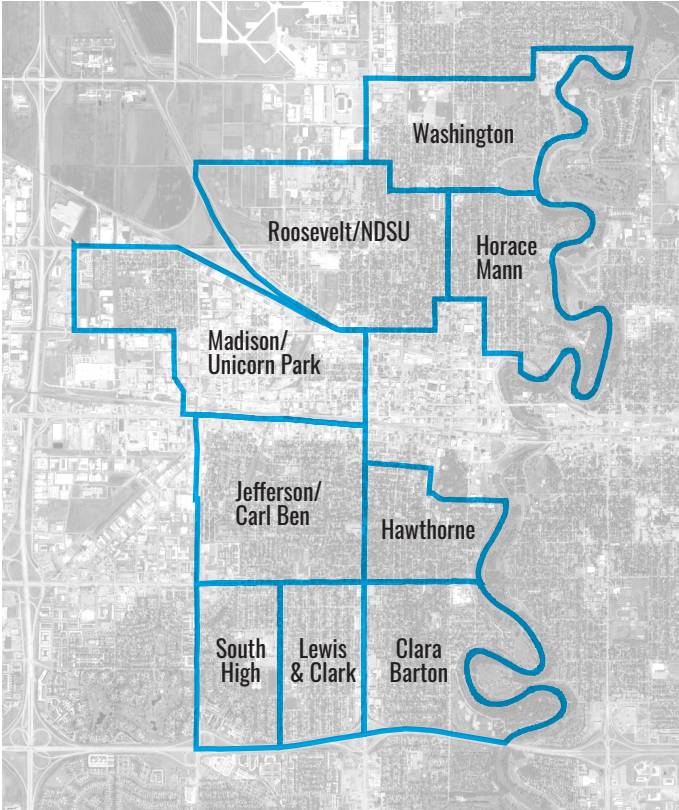 Washington
Roosevelt/NDSU
Horace
Mann
Madison/
Unicorn Park
Jefferson/
Carl Ben
Hawthorne
South
High
Lewis
& Clark
Clara
Barton